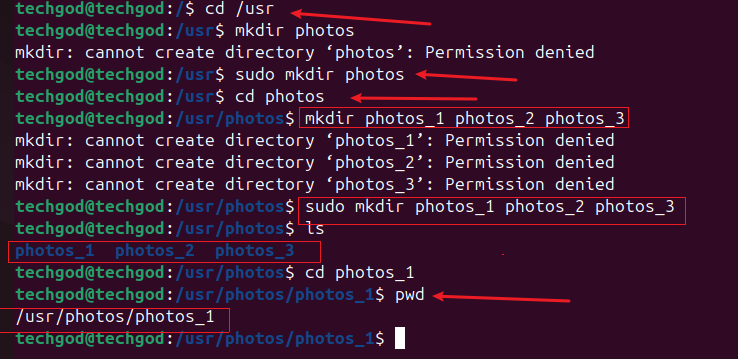 techgod@techgod:/$ cd /usr
techgod@techgod:/usr$ mkdir photos
mkdir: cannot create directory ‘photos’: Permission denied
techgod@techgod:/usr$ sudo mkdir photos
techgod@techgod:/usr$ cd photos
techgod@techgod:/usr/photos$ mkdir photos_1 photos_2 photos_3
mkdir: cannot create directory ‘photos_1’: Permission denied
mkdir: cannot create directory ‘photos_2’: Permission denied
mkdir: cannot create directory ‘photos_3’: Permission denied
techgod@techgod:/usr/photos$ sudo mkdir photos_1 photos_2 photos_3
techgod@techgod:/usr/photos$ ls
photos_1  photos_2  photos_3
techgod@techgod:/usr/photos$ cd photos_1
techgod@techgod:/usr/photos/photos_1$ pwd
/usr/photos/photos_1
techgod@techgod:/usr/photos/photos_1$